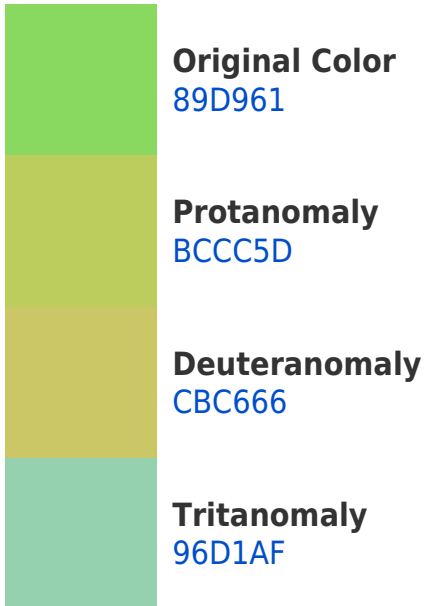 Original Color
89D961
Protanomaly
BCCC5D
Deuteranomaly
CBC666
Tritanomaly
96D1AF